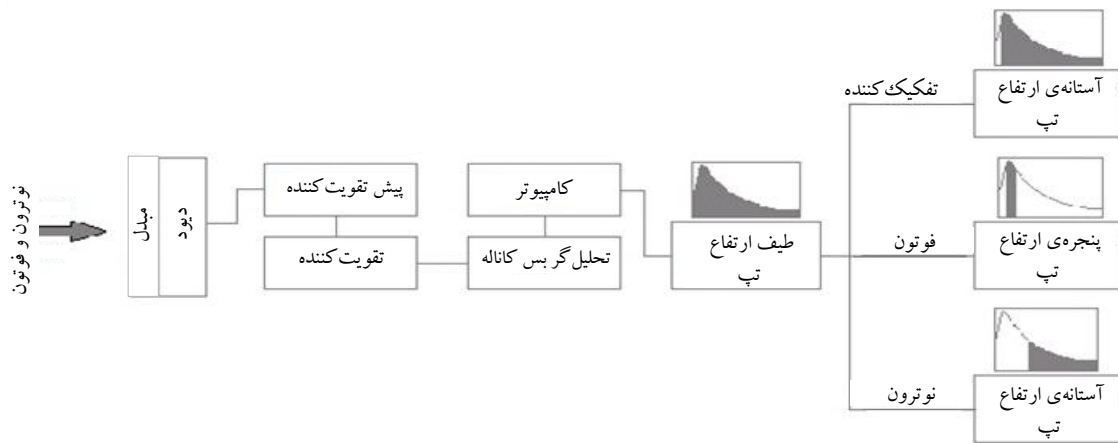 نوترون و فوتون
مبدل
دیود
پیش تقویت‌کننده
تقویت‌کننده
کامپیوتر
تحلیل‌گر بس کاناله
طیف ارتفاع
تپ
تفکیک‌کننده
آستانه‌ی ارتفاع
تپ
فوتون
پنجره‌ی ارتفاع
تپ
نوترون
آستانه‌ی ارتفاع
تپ